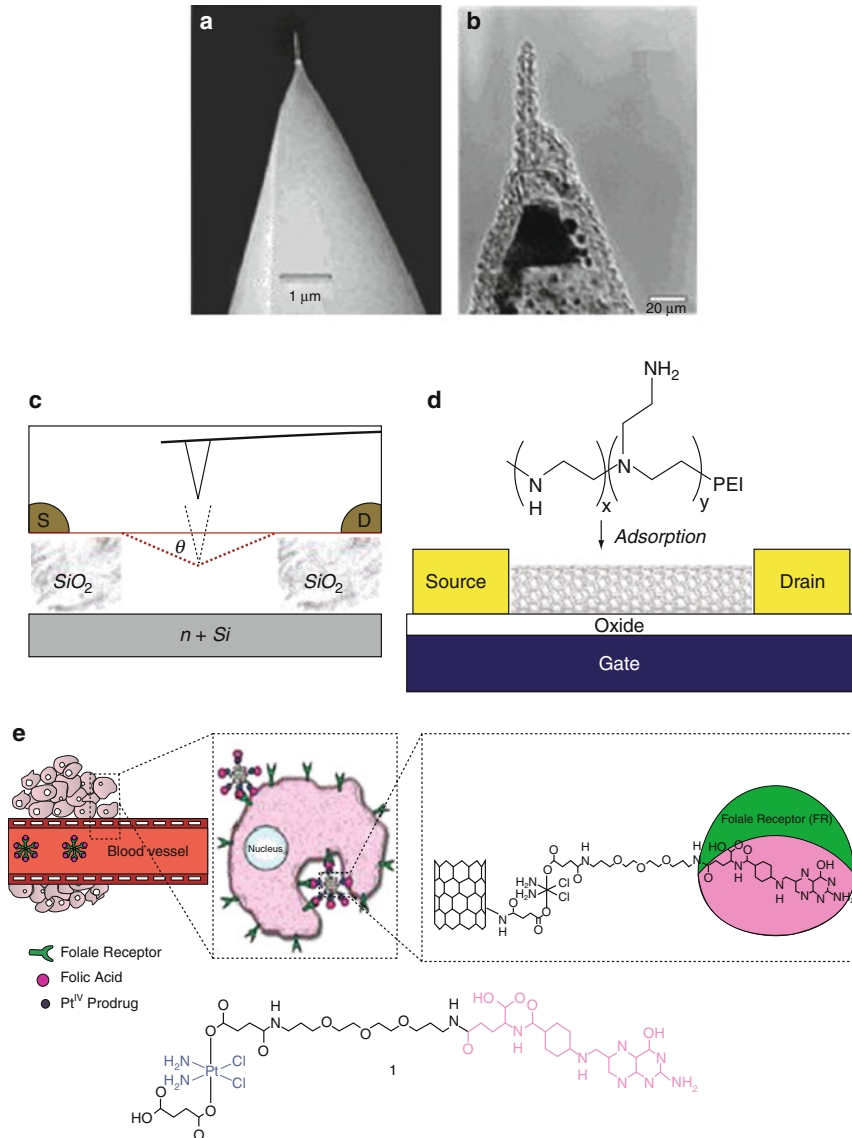 a
b
1 µm
20 µm
c
S
D
θ
SiO2
SiO2
n + Si
d
NH2
N
H
x
N
y
PEI
Adsorption
Source
Drain
Oxide
Gate
e
Blood vessel
Nucleus
Folale Receptor
Folic Acid
PtIV Prodrug
Folale Receptor (FR)
O
O
N
H
O
O
O
N
H
O
HO
O
N
H
O
N
H
N
N
OH
N
N
NH2
H2N
H2N
Cl
Cl
O
O
N
H
O
O
O
O
H
N
O
O
O
H
N
O
HO
O
O
N
H
N
H
N
N
OH
N
N
NH2
O
H2N
H2N
Pt
Cl
Cl
O
O
HO
O
1